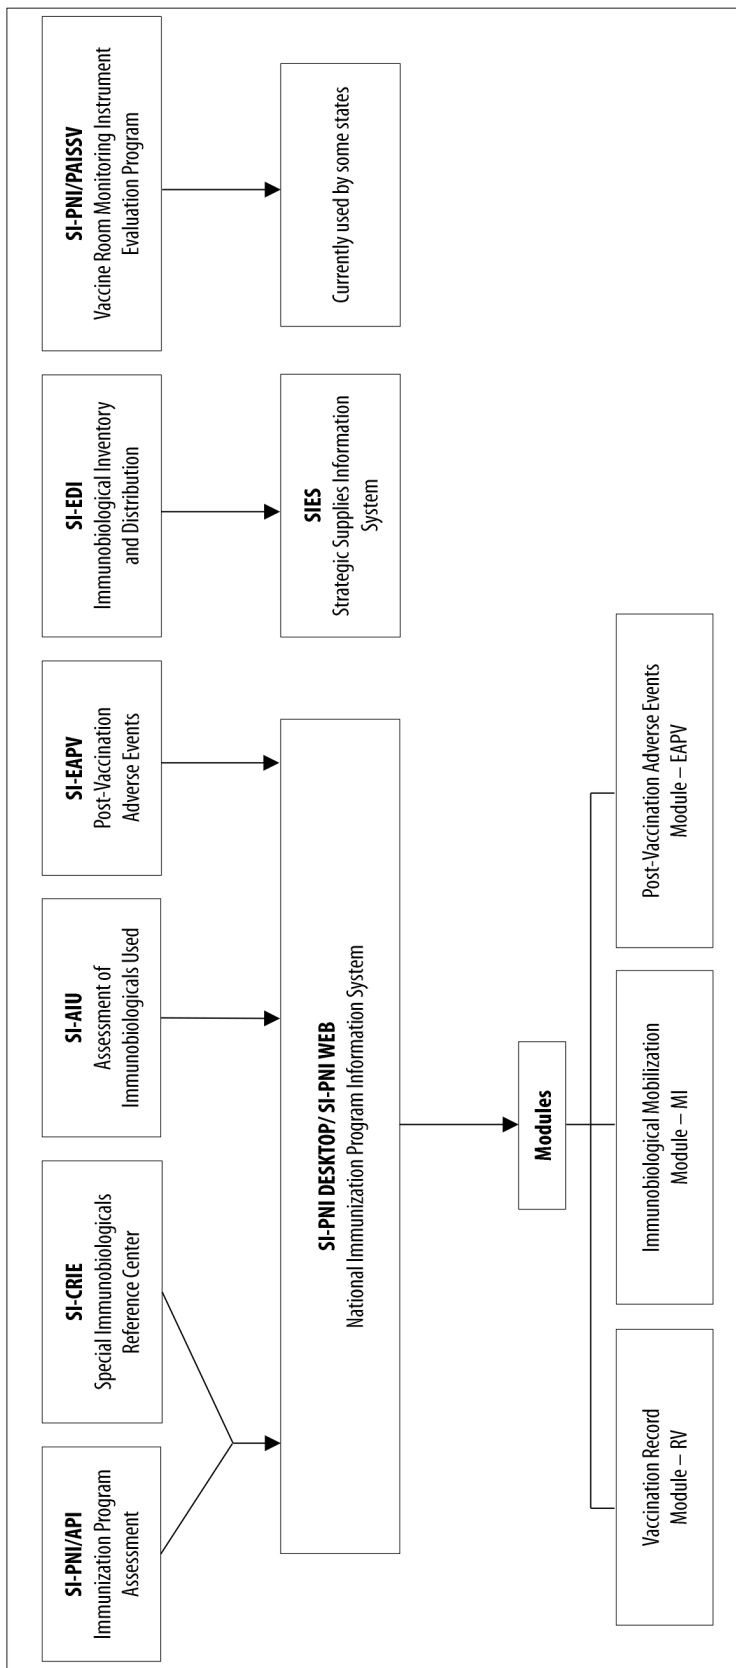 SI-PNI/API
Immunization Program
Assessment
SI-CRIE
Special Immunobiologicals
Reference Center
SI-AIU
Assessment of
Immunobiologicals Used
SI-EAPV
Post-Vaccination
Adverse Events
SI-EDI
Immunobiological Inventory
and Distribution
SI-PNI/PAISSV
Vaccine Room Monitoring Instrument
Evaluation Program
SI-PNI DESKTOP/ SI-PNI WEB
National Immunization Program Information System
SIES
Strategic Supplies Information
System
Currently used by some states
Modules
Vaccination Record
Module – RV
Immunobiological Mobilization
Module – MI
Post-Vaccination Adverse Events
Module – EAPV